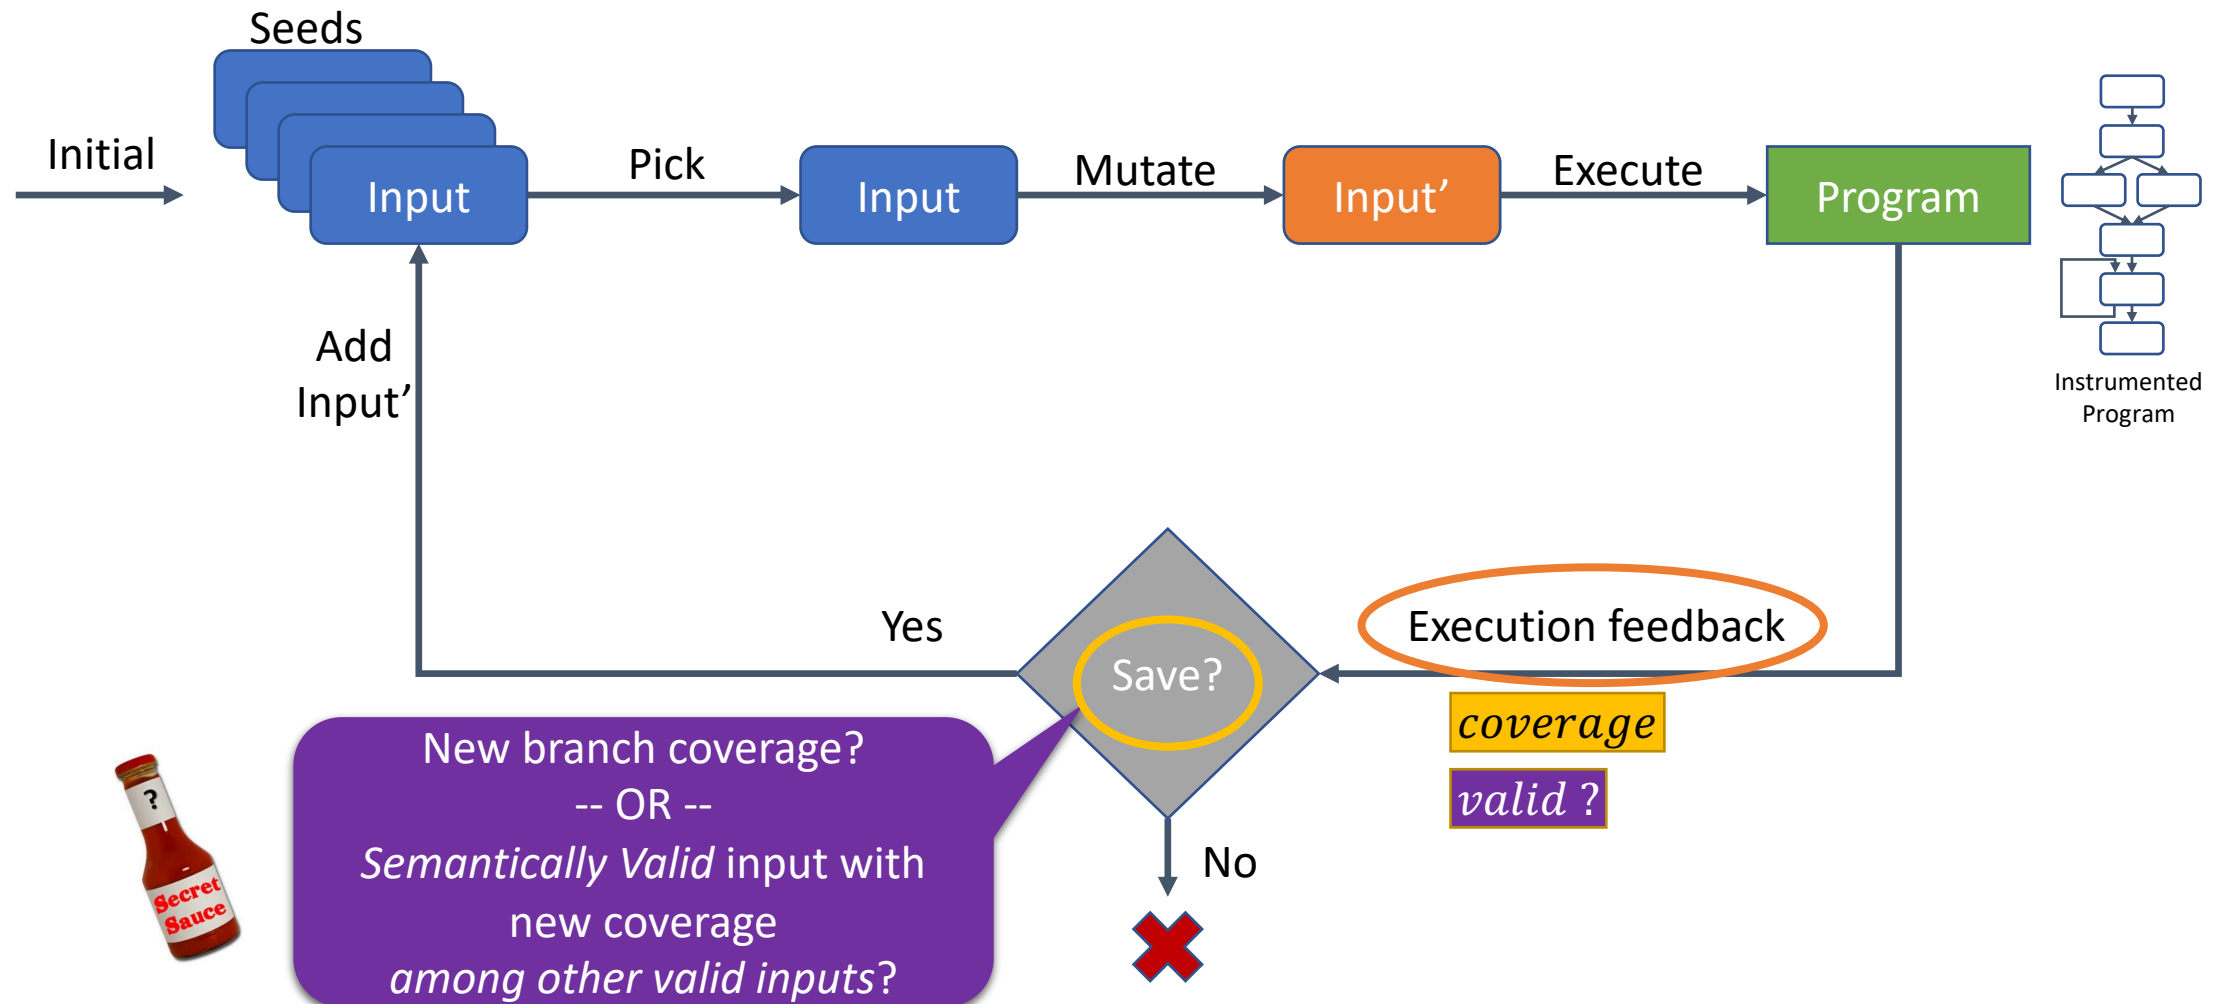 Seeds
Initial
Input
Pick
Input
Mutate
Input’
Execute
Program
Instrumented
Program
Add
Input’
Yes
Save?
Execution feedback
coverage
valid ?
No
New branch coverage?
-- OR --
Semantically Valid input with
new coverage
among other valid inputs?
?
Secret
Sauce